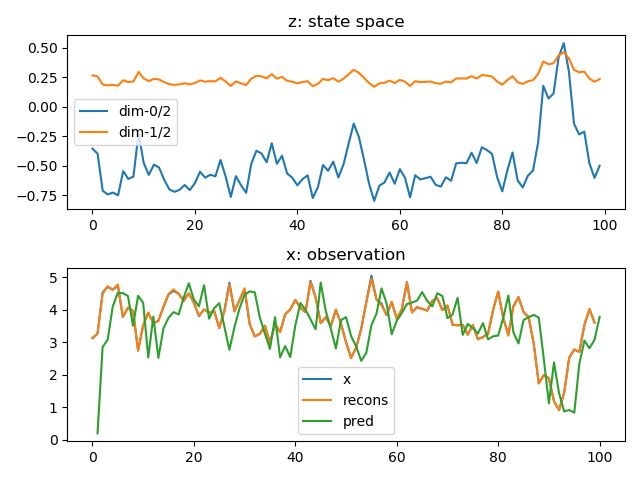 z: state space
0.50
0.25
0.00
−0.25
−0.50
−0.75
dim-0/2
dim-1/2
0 20 40 60 80 100
x: observation
5
4
3
2
1
0
x
recons
pred
0 20 40 60 80 100